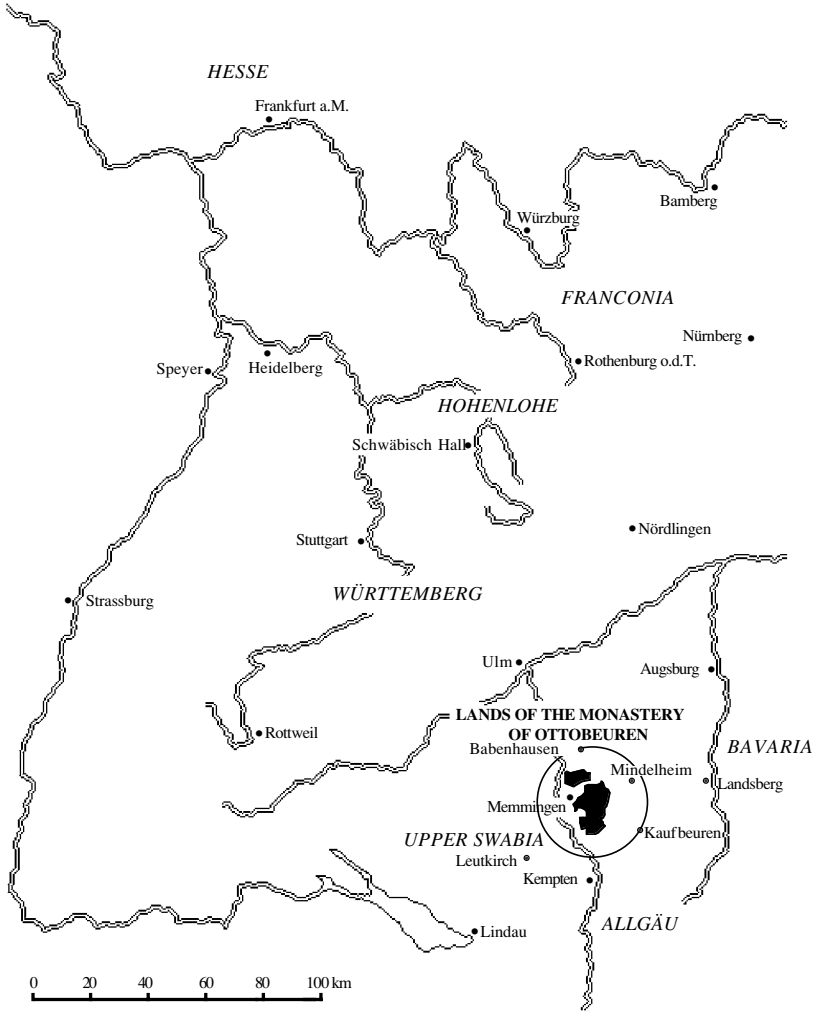 HESSE
Frankfurt a.M.
Bamberg
Würzburg
FRANCONIA
Nürnberg
Rothenburg o.d.T.
Speyer
Heidelberg
HOHENLOHE
Schwäbisch Hall
Nördlingen
Stuttgart
WÜRTTEMBERG
Strassburg
Ulm
Augsburg
LANDS OF THE MONASTERY
OF OTTOBEUREN
Rottweil
BAVARIA
Babenhausen
Mindelheim
Landsberg
Memmingen
Kaufbeuren
UPPER SWABIA
Leutkirch
Kempten
ALLGÄU
Lindau
0 20 40 60 80 100 km